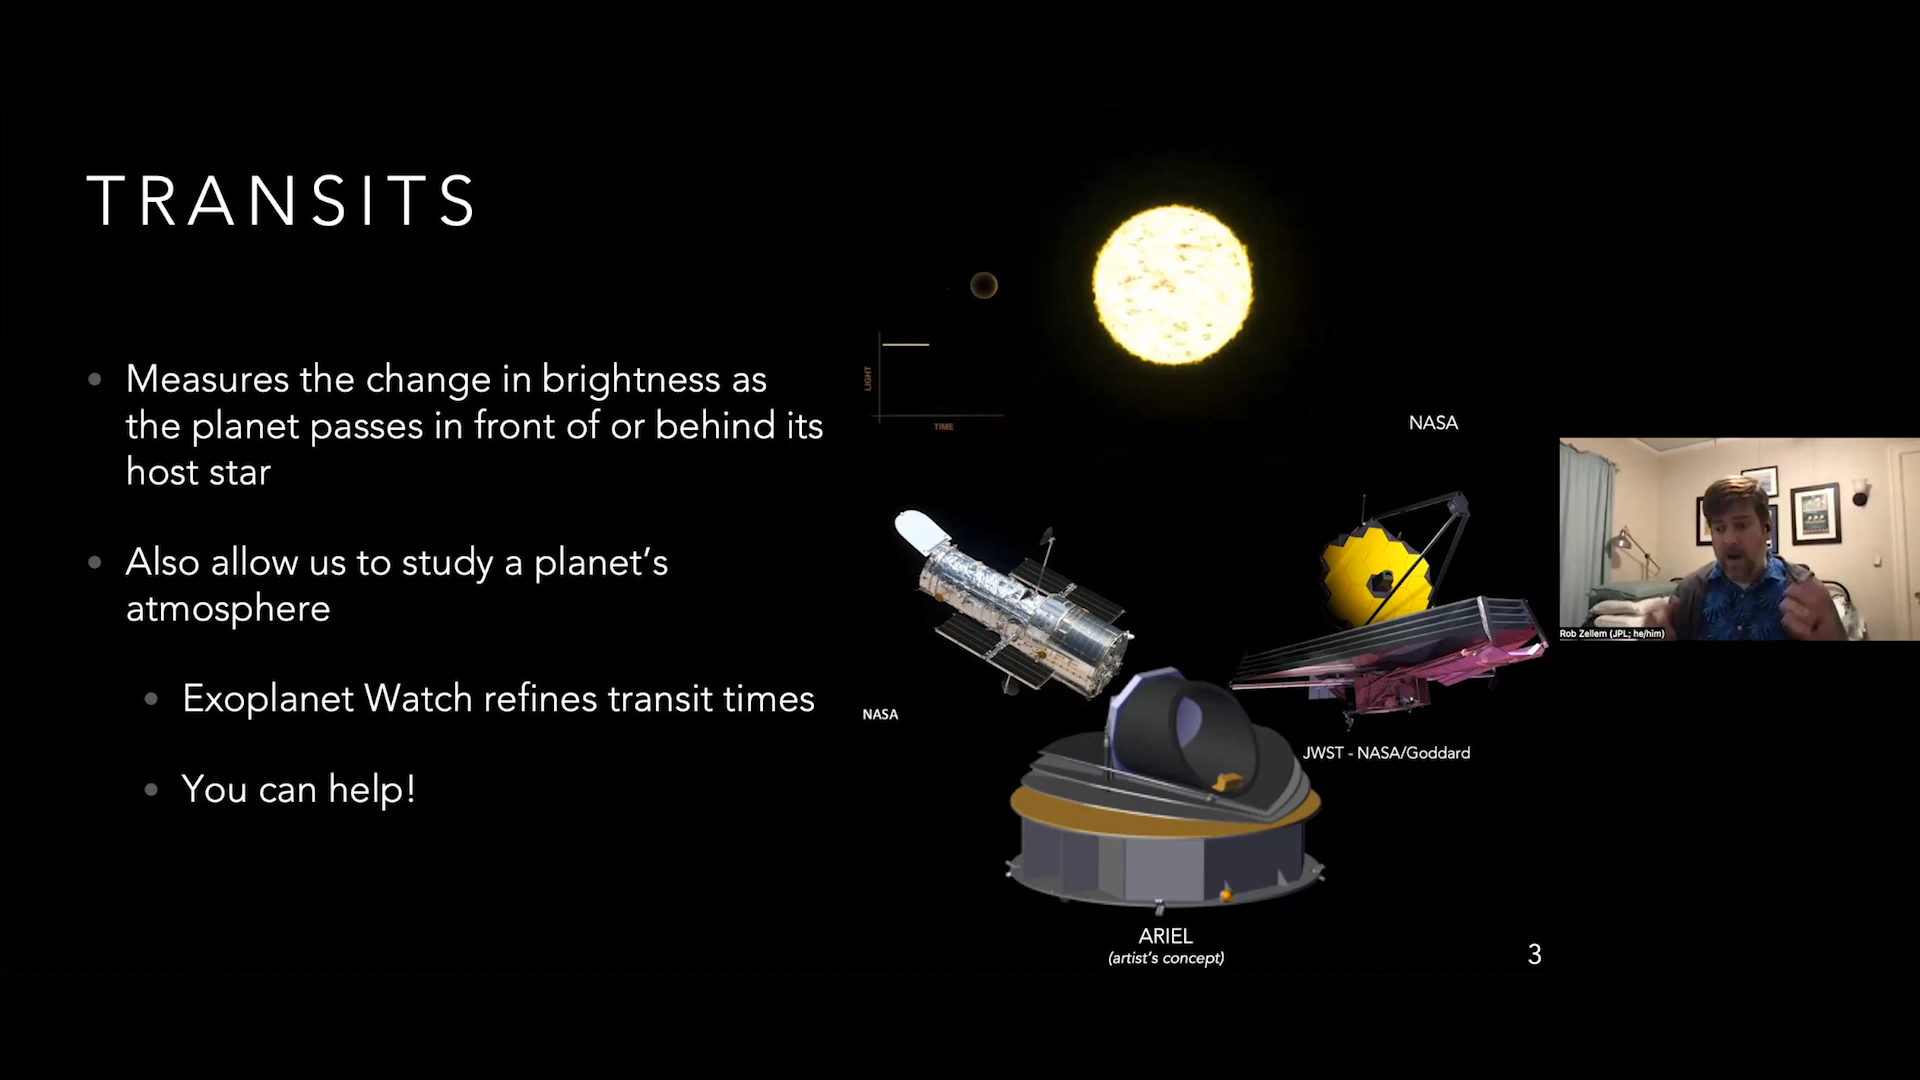 TRANSITS
Measures the change in brightness as
the planet passes in front of or behind its
host star
Also allow us to study a planet’s
atmosphere
Exoplanet Watch refines transit times
You can help!
LIGHT
TIME
NASA
NASA
JWST - NASA/Goddard
ARIEL
(artist’s concept)
3
Rob Zellem (JPL; he/him)